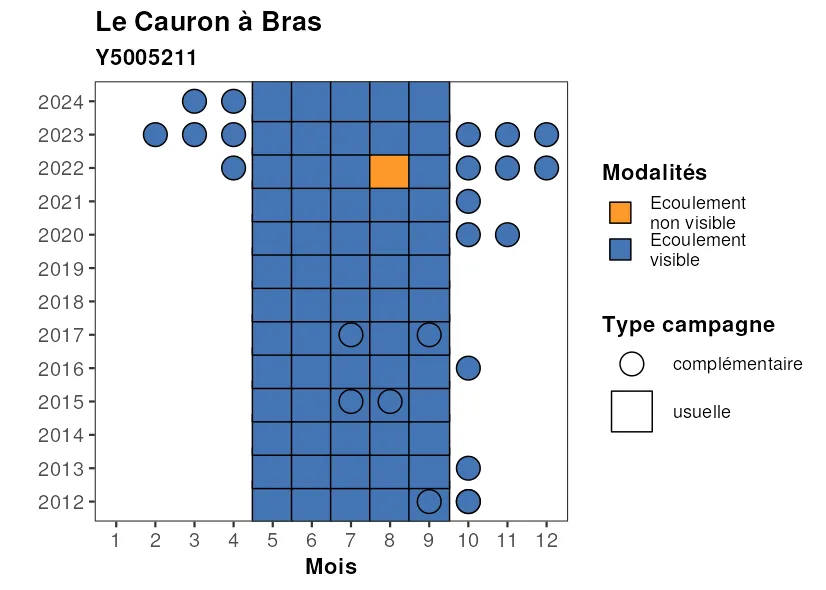 Le Cauron à Bras
Y5005211
2024
2023
2022
2021
2020
2019
2018
2017
2016
2015
2014
2013
2012
1 2 3 4 5 6 7 8 9 10 11 12
Mois
Modalités
Ecoulement
non visible
Ecoulement
visible
Type campagne
complémentaire
usuelle